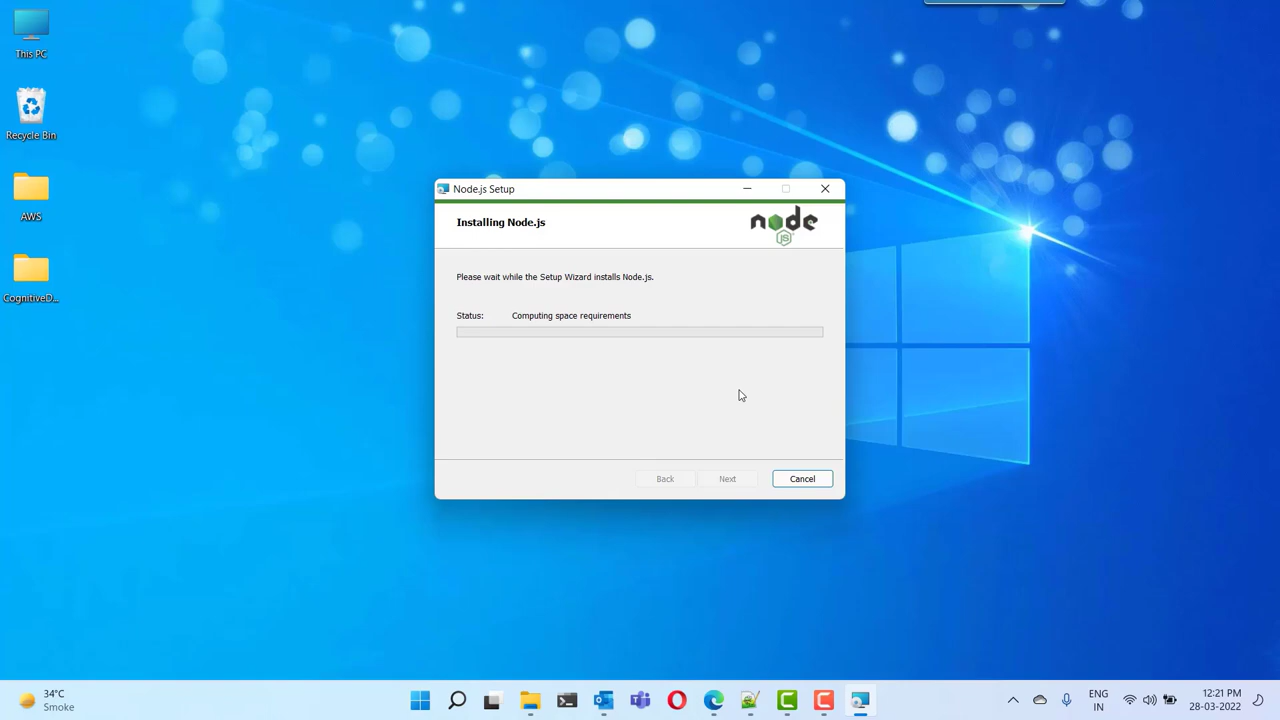 This PC
Recycle Bin
AWS
CognitiveD...
Node.js Setup
Installing Node.js
node
JS
Please wait while the Setup Wizard installs Node.js.
Status: Computing space requirements
Back Next Cancel
34°C
Smoke
ENG
IN
12:21 PM
28-03-2022